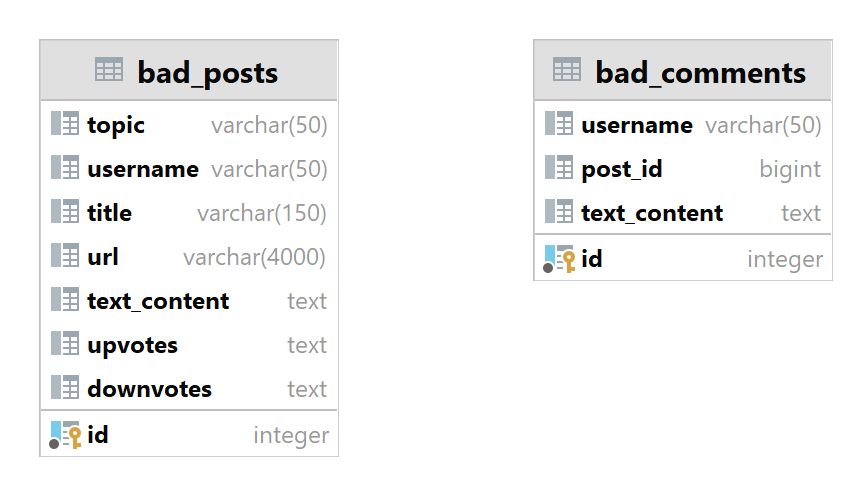 bad_posts
topic varchar(50)
username varchar(50)
title varchar(150)
url varchar(4000)
text_content text
upvotes text
downvotes text
id integer
bad_comments
username varchar(50)
post_id bigint
text_content text
id integer